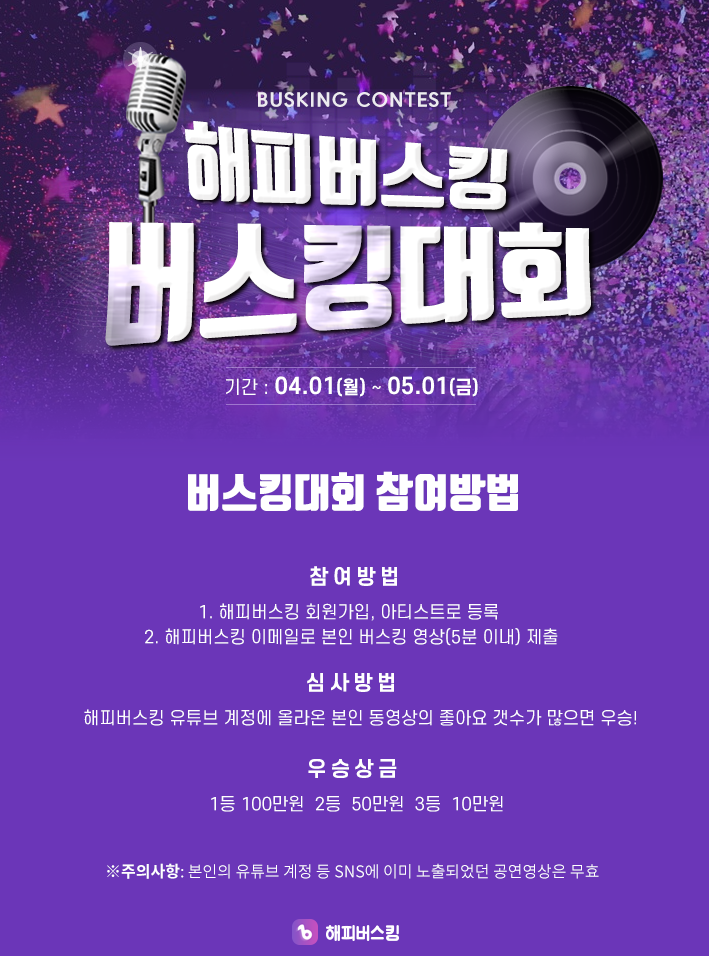 BUSKING CONTEST
해피버스킹
버스킹대회
기간 : 04.01(월) ~ 05.01(금)
버스킹대회 참여방법
참여방법
1. 해피버스킹 회원가입, 아티스트로 등록
2. 해피버스킹 이메일로 본인 버스킹 영상(5분 이내) 제출
심사방법
해피버스킹 유튜브 계정에 올라온 본인 동영상의 좋아요 갯수가 많으면 우승!
우승상금
1등 100만원 2등 50만원 3등 10만원
※주의사항: 본인의 유튜브 계정 등 SNS에 이미 노출되었던 공연영상은 무효
해피버스킹